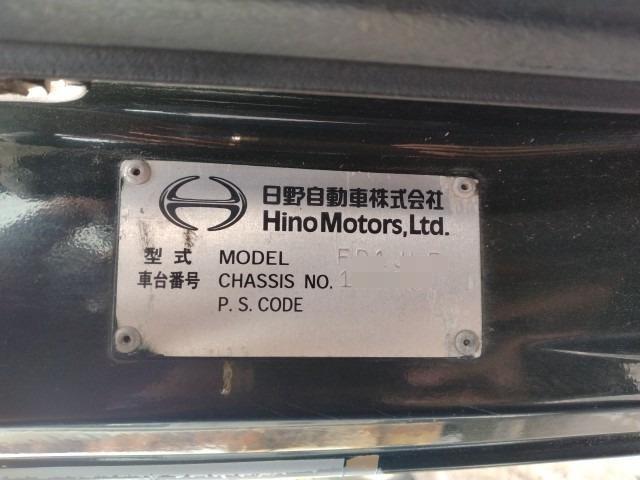 日野自動車株式会社
Hino Motors, Ltd.
型式 MODEL
車台番号 CHASSIS NO. 1
P. S. CODE